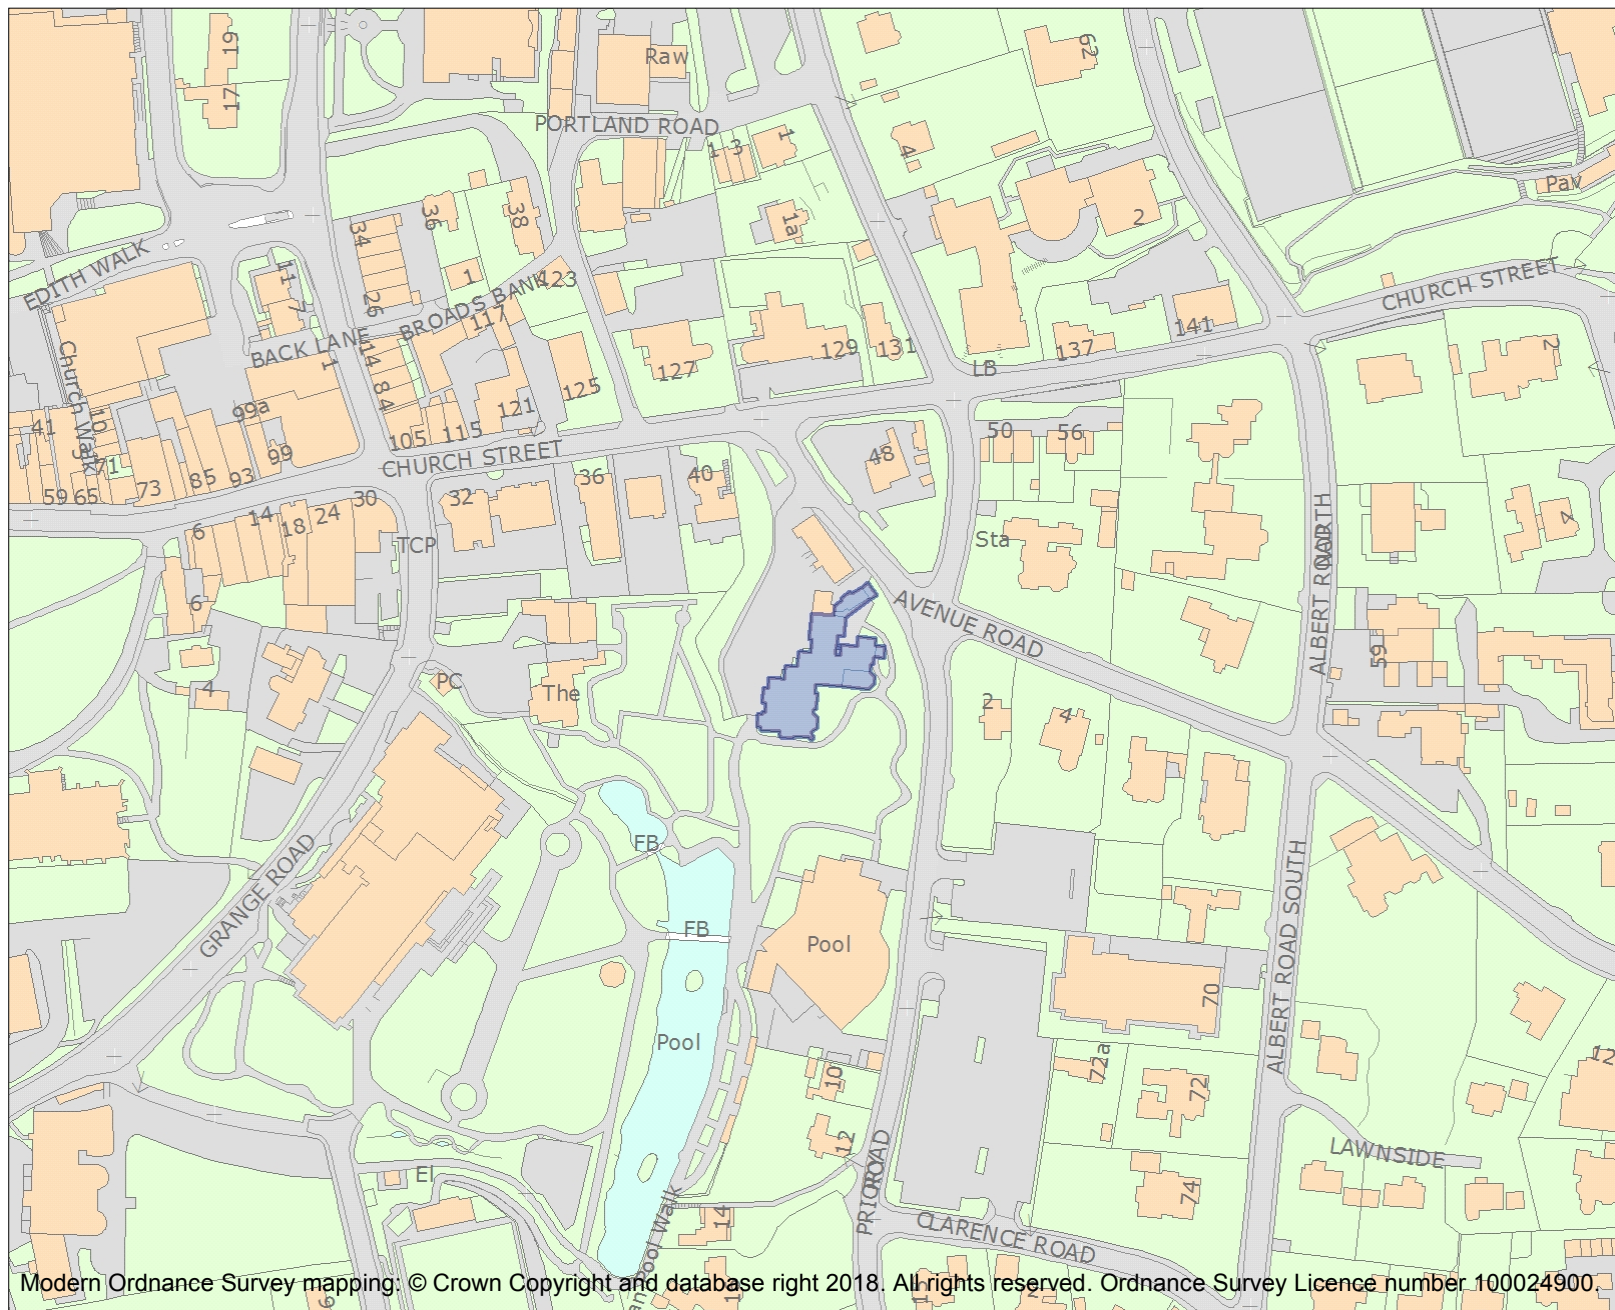 19
17
Raw
62
PORTLAND ROAD
1
3
1
4
Pav
36
38
34
1a
2
EDITH WALK
11
7
26
1
123
BROADS BANK
117
CHURCH STREET
BACK LANE
1
14
8
4
127
129
131
141
137
LB
2
Church Walk
41
99a
99
105
115
121
125
CHURCH STREET
50
56
48
71
59
65
73
85
93
6
14
18
24
30
32
36
40
TCP
Sta
ALBERT ROAD NORTH
4
6
AVENUE ROAD
59
4
PC
The
2
4
GRANGE ROAD
FB
FB
Pool
Pool
ALBERT ROAD SOUTH
70
72a
72
10
12
12
LAWNSIDE
El
74
PRIORY ROAD
14
CLARENCE ROAD
Modern Ordnance Survey mapping: © Crown Copyright and database right 2018. All rights reserved. Ordnance Survey Licence number 100024900.